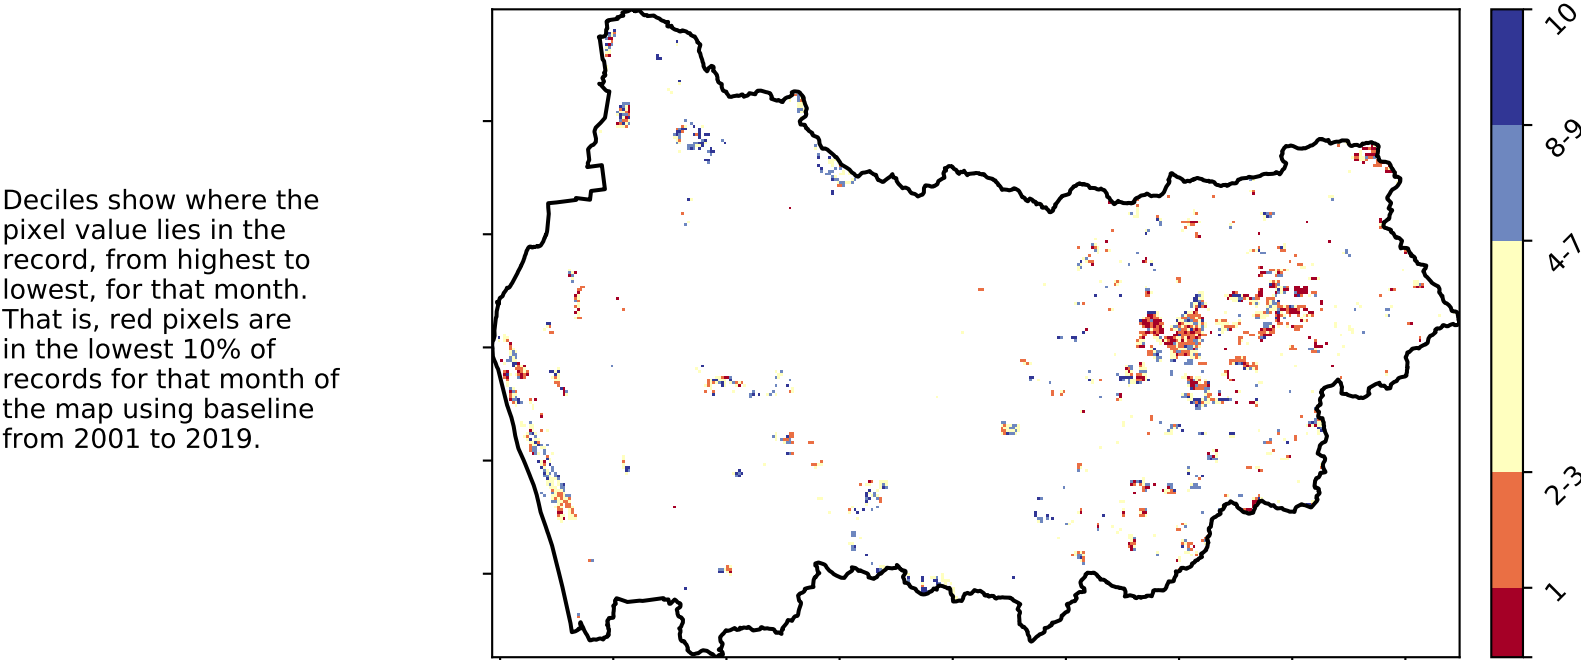 Deciles show where the
pixel value lies in the
record, from highest to
lowest, for that month.
That is, red pixels are
in the lowest 10% of
records for that month of
the map using baseline
from 2001 to 2019.
10
8-9
4-7
2-3
1